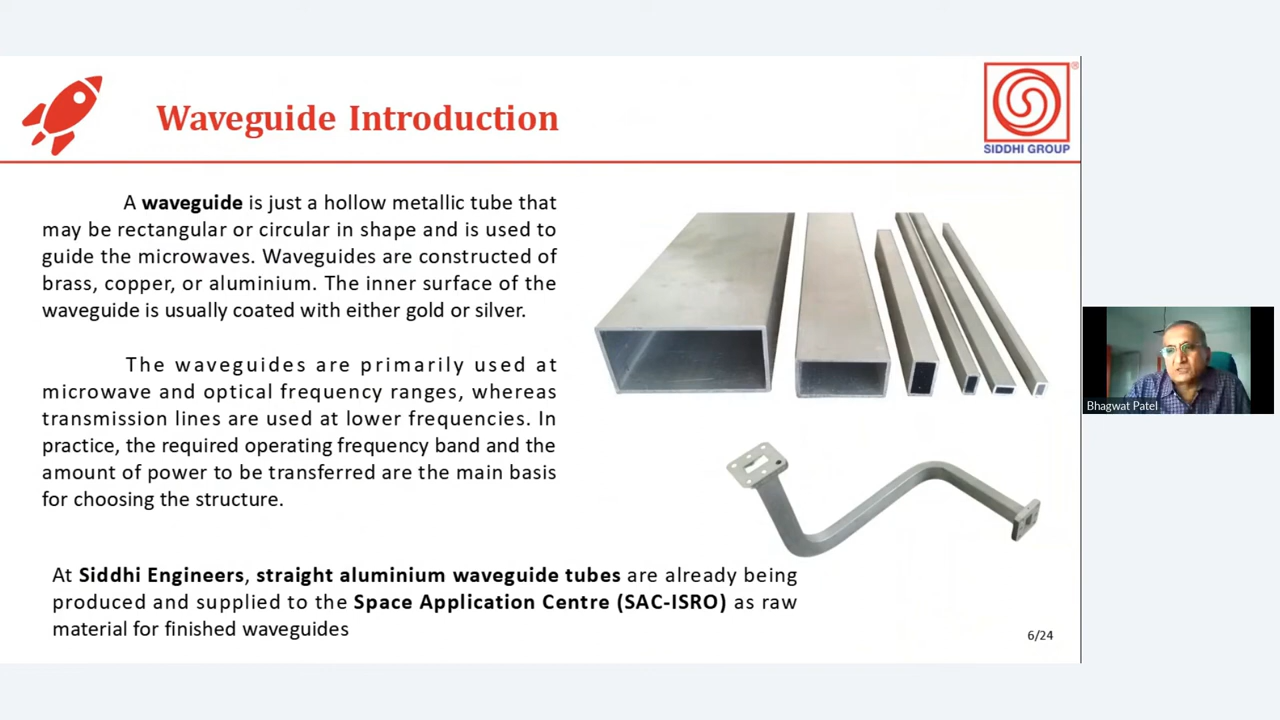 Waveguide Introduction
®
SIDDHI GROUP
A waveguide is just a hollow metallic tube that
may be rectangular or circular in shape and is used to
guide the microwaves. Waveguides are constructed of
brass, copper, or aluminium. The inner surface of the
waveguide is usually coated with either gold or silver.
The waveguides are primarily used at
microwave and optical frequency ranges, whereas
transmission lines are used at lower frequencies. In
practice, the required operating frequency band and the
amount of power to be transferred are the main basis
for choosing the structure.
At Siddhi Engineers, straight aluminium waveguide tubes are already being
produced and supplied to the Space Application Centre (SAC-ISRO) as raw
material for finished waveguides
6/24
Bhagwat Patel